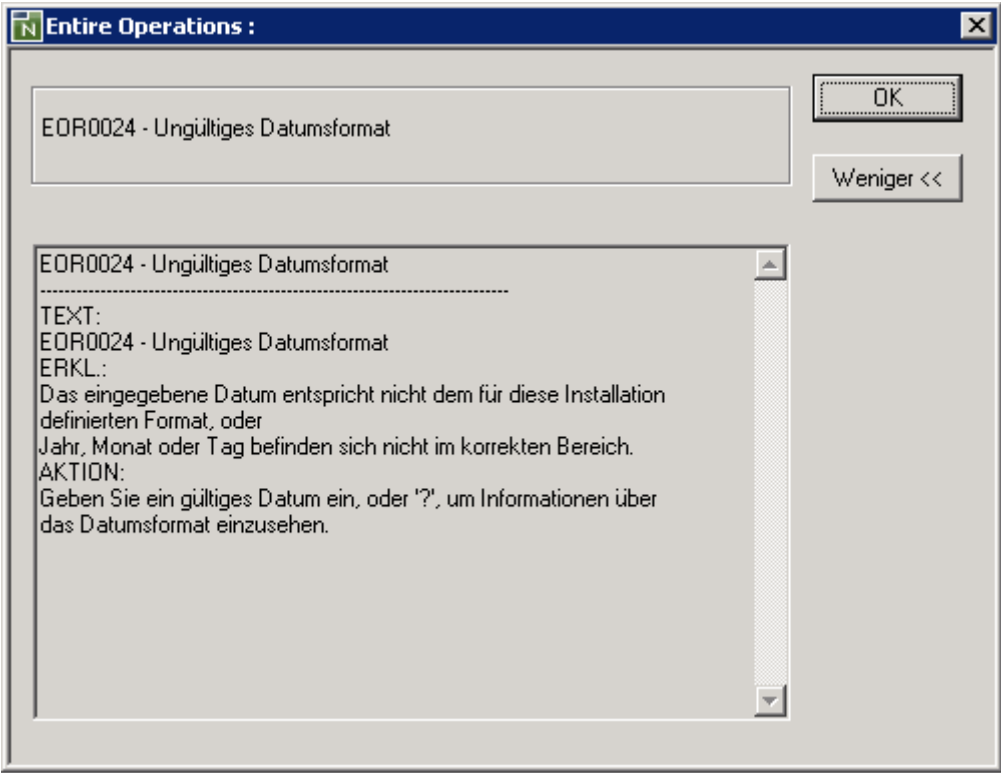 Entire Operations :
EOR0024 - Ungültiges Datumsformat
OK
Weniger <<
EOR0024 - Ungültiges Datumsformat
------------------------------------------------------------------------------
TEXT:
EOR0024 - Ungültiges Datumsformat
ERKL.:
Das eingegebene Datum entspricht nicht dem für diese Installation
definierten Format, oder
Jahr, Monat oder Tag befinden sich nicht im korrekten Bereich.
AKTION:
Geben Sie ein gültiges Datum ein, oder '?', um Informationen über
das Datumsformat einzusehen.